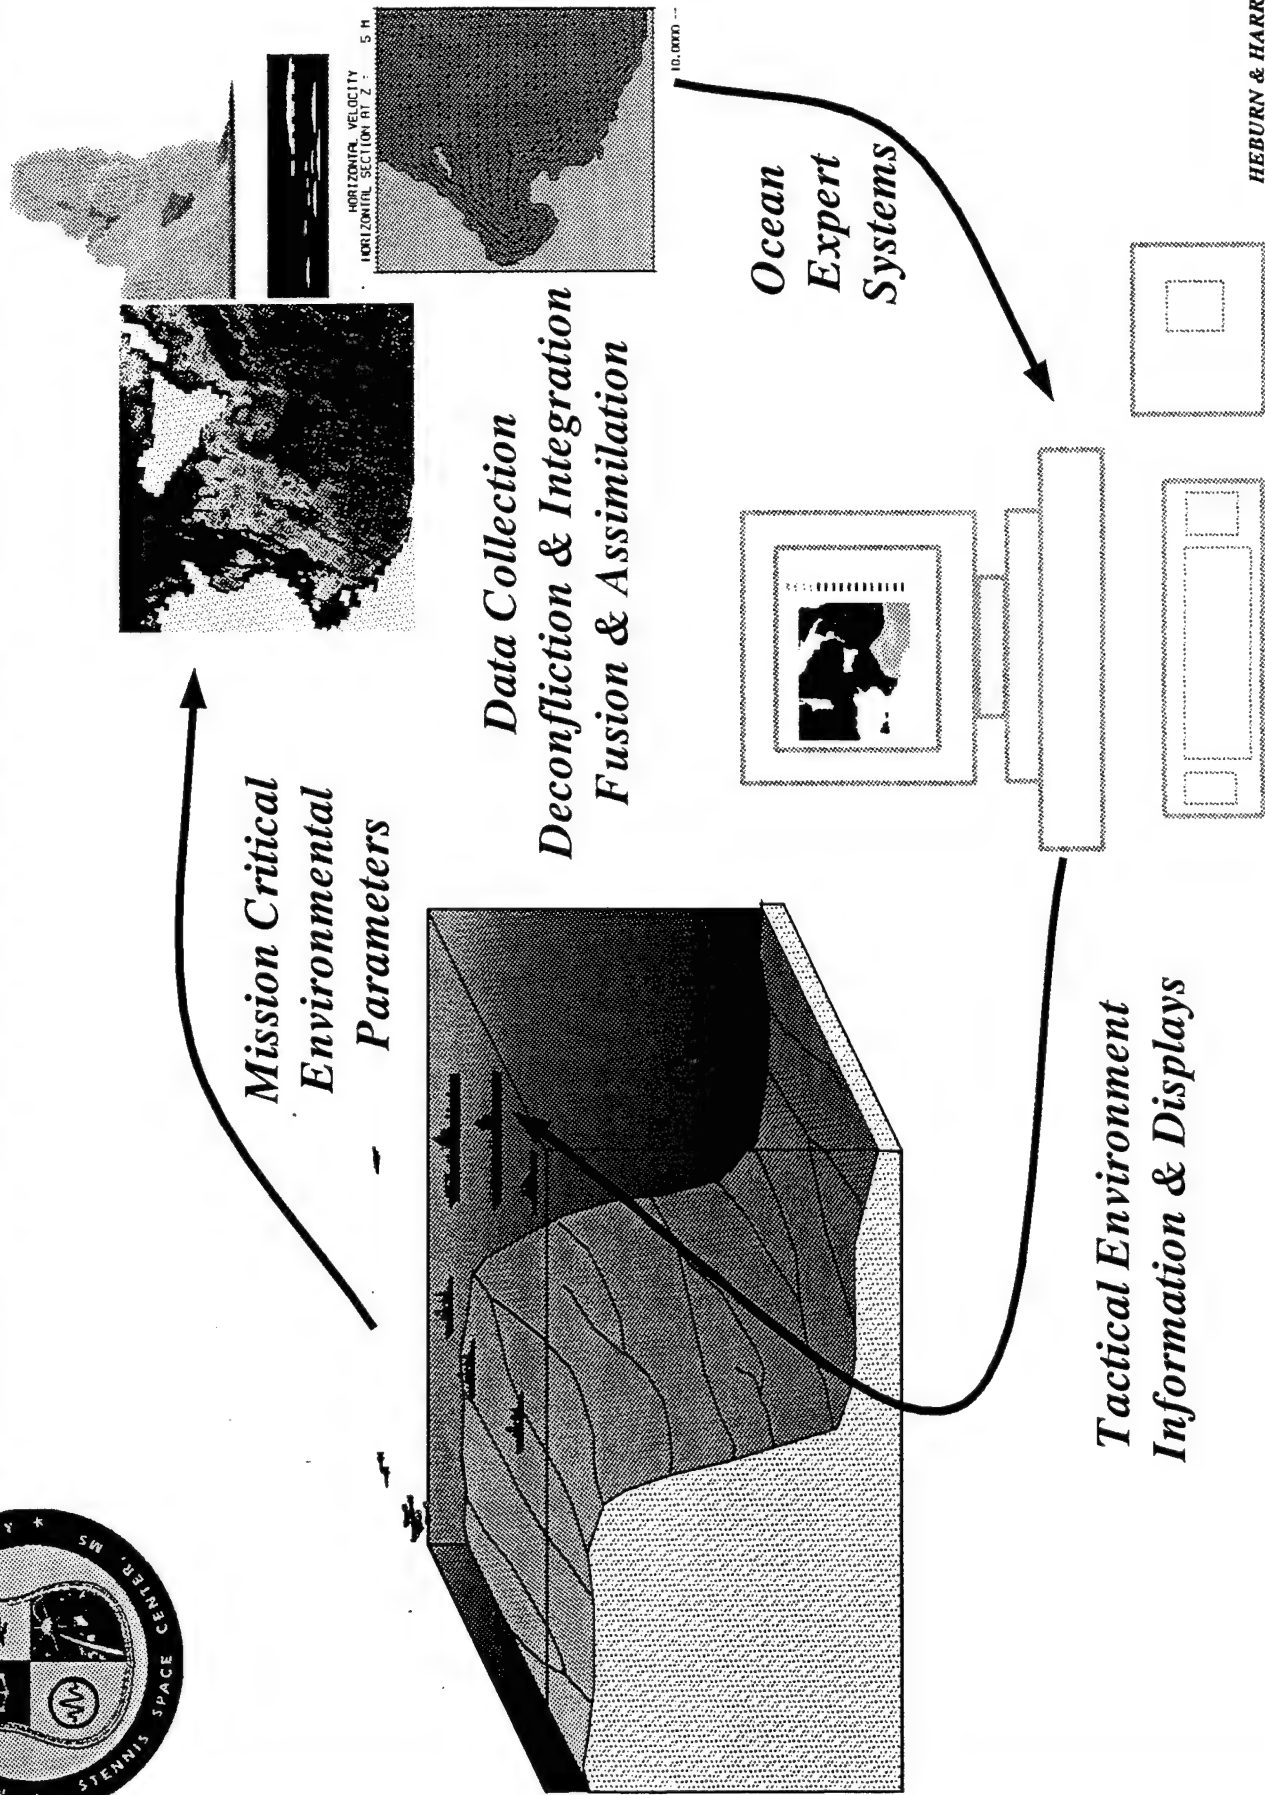 STENNIS SPACE CENTER, MS
Mission Critical
Environmental
Parameters
HORIZONTAL VELOCITY
HORIZONTAL SECTION AT Z : 5 M
10.0000 --
Data Collection
Deconfliction & Integration
Fusion & Assimilation
Ocean
Expert
Systems
Tactical Environment
Information & Displays
HEBURN & HARR